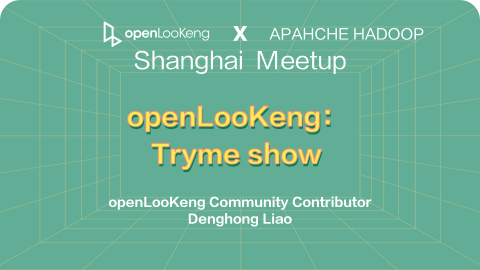 openLooKeng X APAHCHE HADOOP
Shanghai Meetup
openLooKeng:
Tryme show
openLooKeng Community Contributor
Denghong Liao